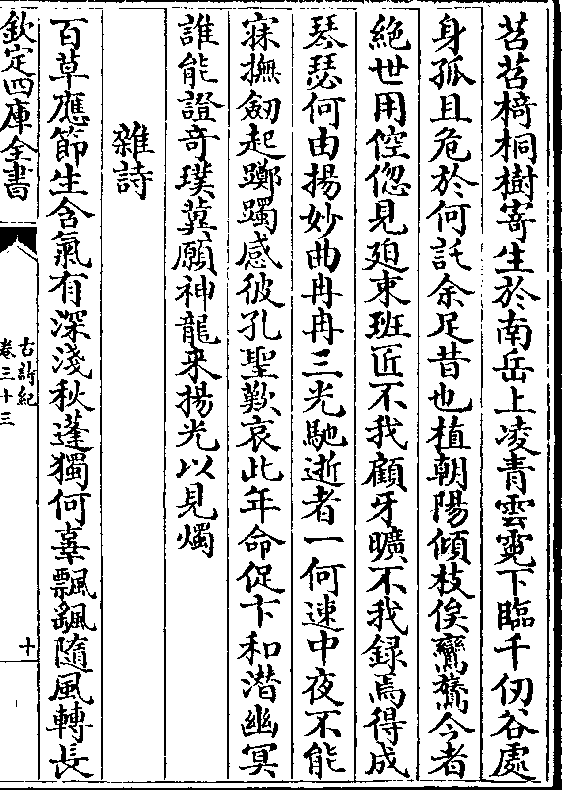 苕苕椅桐樹寄生於南岳上凌青雲霓下臨千仞谷處
身孤且危於何託余足昔也植朝陽傾枝俟鸞鷟今者
絶世用倥偬見迫束班匠不我顧牙曠不我録焉得成
琴瑟何由揚妙曲冉冉三光馳逝者一何速中夜不能
寐撫劒起躑躅感彼孔聖歎哀此年命促卞和潛幽冥
誰能證奇璞冀願神龍来揚光以見燭
雜詩
百草應節生含氣有深淺秋蓬獨何辜飄颻隨風轉長
欽定四庫全書
古詩紀
卷三十三
十